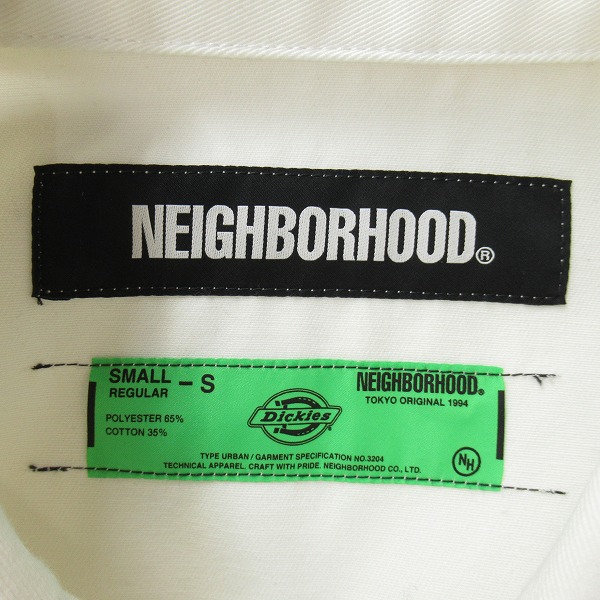 NEIGHBORHOOD®
SMALL – S
REGULAR
POLYESTER 65%
COTTON 35%
Dickies
NEIGHBORHOOD®
TOKYO ORIGINAL 1994
TYPE URBAN / GARMENT SPECIFICATION NO.3204
TECHNICAL APPAREL. CRAFT WITH PRIDE. NEIGHBORHOOD CO., LTD.
NH